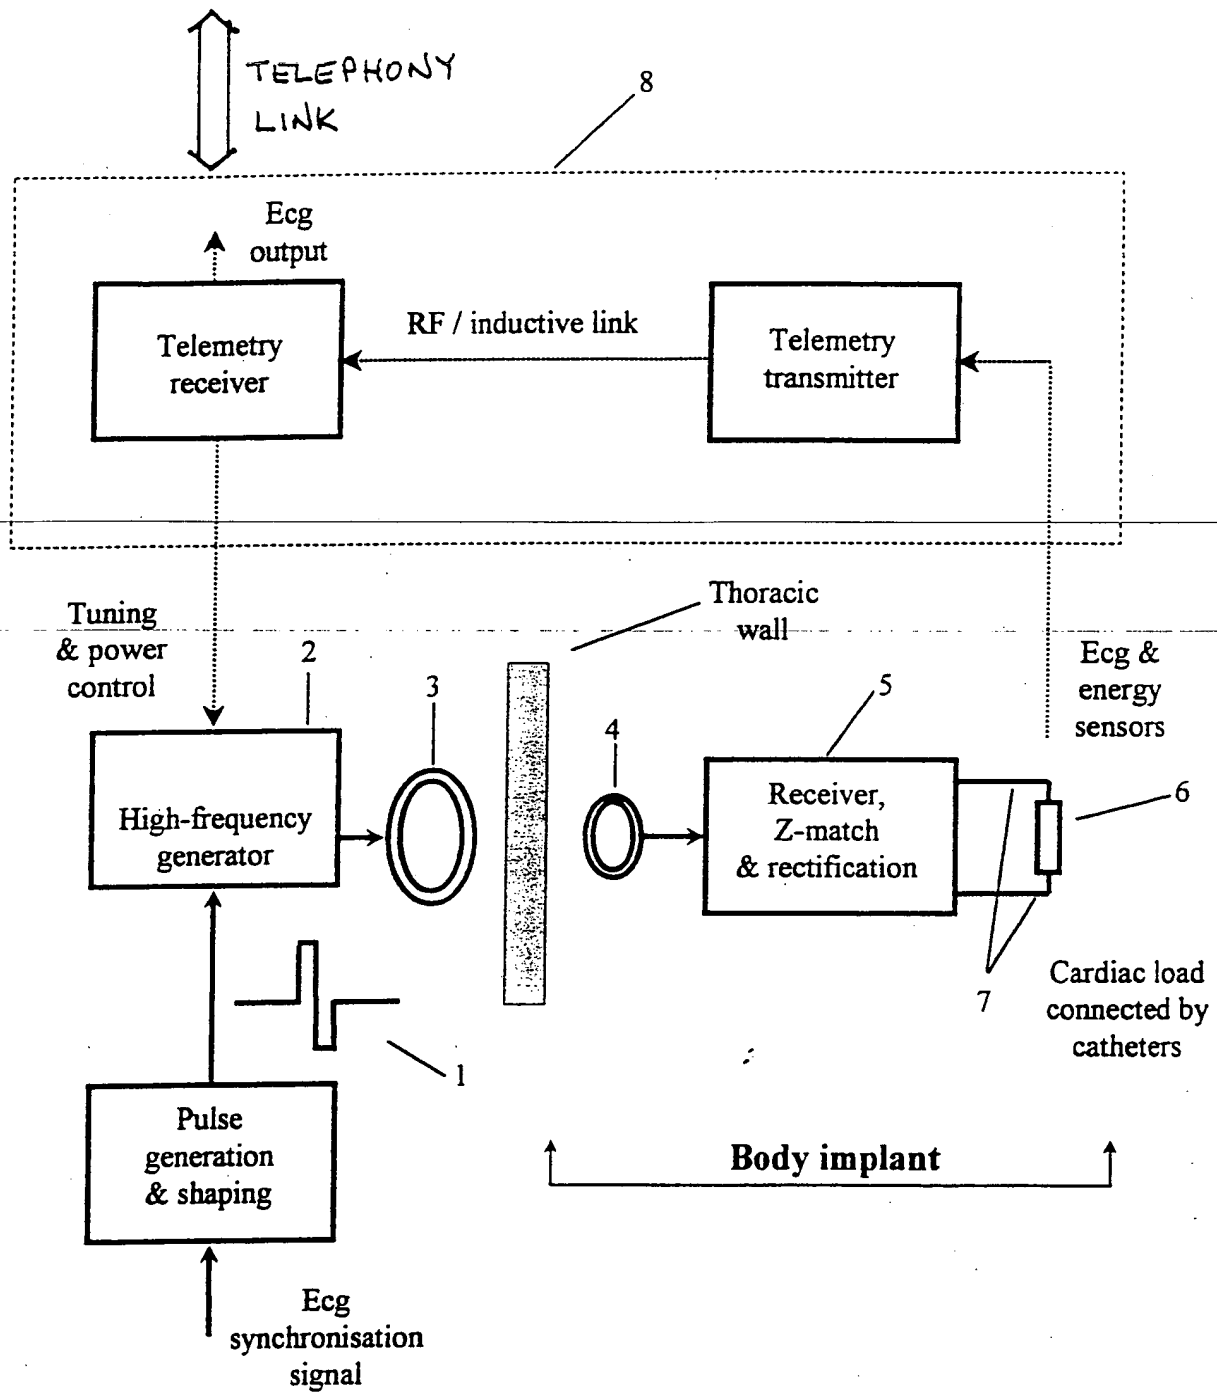 TELEPHONY
LINK
8
Ecg
output
Telemetry
receiver
RF / inductive link
Telemetry
transmitter
Tuning
& power
control
2
3
Thoracic
wall
4
5
Ecg &
energy
sensors
High-frequency
generator
Receiver,
Z-match
& rectification
6
7
Cardiac load
connected by
catheters
1
Pulse
generation
& shaping
Body implant
Ecg
synchronisation
signal